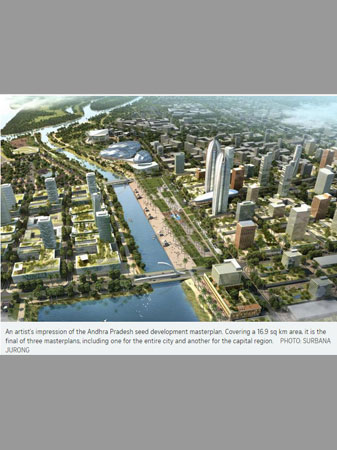 An artist's impression of the Andhra Pradesh seed development masterplan. Covering a 16.9 sq km area, it is the
final of three masterplans, including one for the entire city and another for the capital region. PHOTO: SURBANA
JURONG